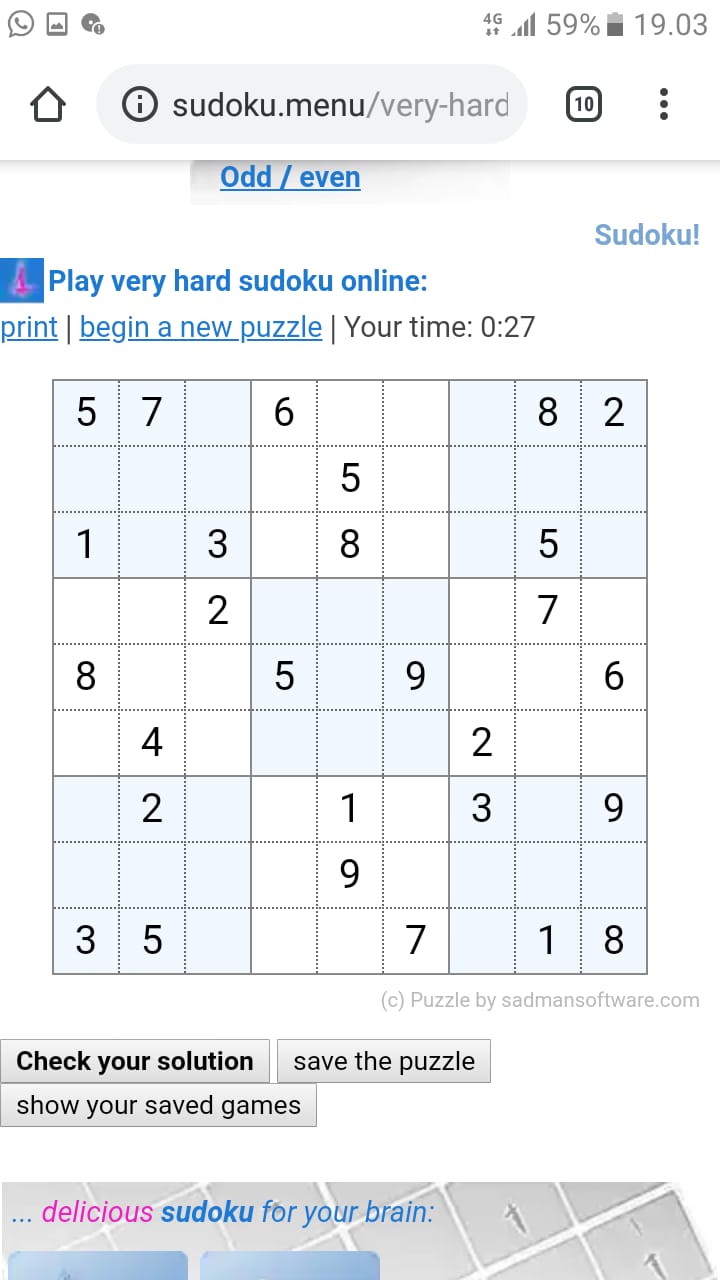 4G 59% 19.03
sudoku.menu/very-hard 10
Odd / even
Sudoku!
Play very hard sudoku online:
print | begin a new puzzle | Your time: 0:27
5 7 6 8 2
5
1 3 8 5
2 7
8 5 9 6
4 2
2 1 3 9
9
3 5 7 1 8
(c) Puzzle by sadmansoftware.com
Check your solution save the puzzle
show your saved games
... delicious sudoku for your brain: